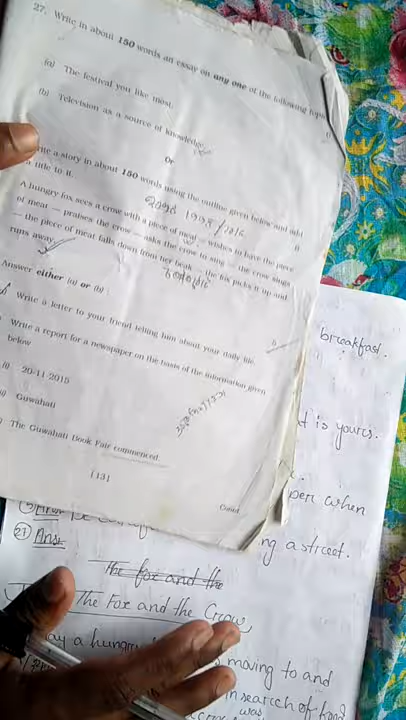 27. Write in about 150 words an essay on any one of the following
(a) The festival you like most.
(b) Television as a source of knowledge.
Or
a story in about 150 words using the outline given below and add
a title to it.
A hungry fox sees a crow with a piece of meat — wishes to have the piece
of meat — praises the crow — asks the crow to sing — the crow sings
— the piece of meat falls down from her beak — the fox picks it up and
runs away.
Answer either (a) or (b) :
Write a letter to your friend telling him about your daily life.
Write a report for a newspaper on the basis of the information given
below
20-11-2015
Guwahati
The Guwahati Book Fair commenced.
[ 13 ]
Contd.
breakfast.
is yours.
when
a street.
27) Ans:
The fox and the
The Fox and the Crow
a hungry moving to and
in search of food
was